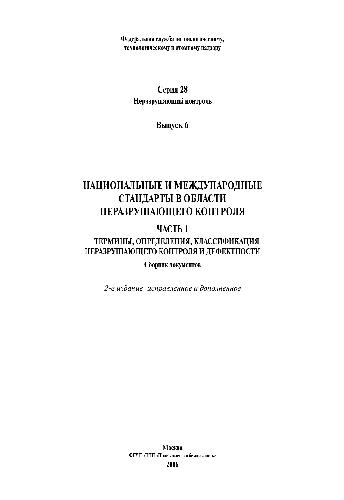 Федеральная служба по экологическому,
технологическому и атомному надзору
Серия 28
Неразрушающий контроль
Выпуск 6
НАЦИОНАЛЬНЫЕ И МЕЖДУНАРОДНЫЕ
СТАНДАРТЫ В ОБЛАСТИ
НЕРАЗРУШАЮЩЕГО КОНТРОЛЯ
ЧАСТЬ 1
ТЕРМИНЫ, ОПРЕДЕЛЕНИЯ, КЛАССИФИКАЦИЯ
НЕРАЗРУШАЮЩЕГО КОНТРОЛЯ И ДЕФЕКТНОСТИ
Сборник документов
2-е издание, исправленное и дополненное
Москва
2006